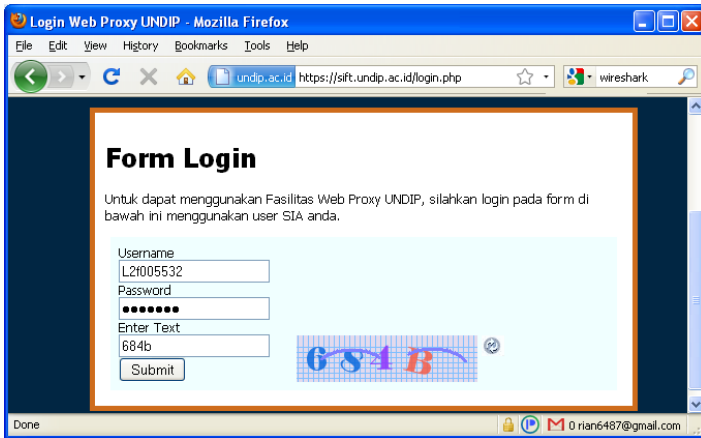 Login Web Proxy UNDIP - Mozilla Firefox
File Edit View History Bookmarks Tools Help
undip.ac.id https://sift.undip.ac.id/login.php wireshark
Form Login
Untuk dapat menggunakan Fasilitas Web Proxy UNDIP, silahkan login pada form di
bawah ini menggunakan user SIA anda.
Username
L2f005532
Password
●●●●●●●
Enter Text
684b
684B
Submit
Done 0 rian6487@gmail.com